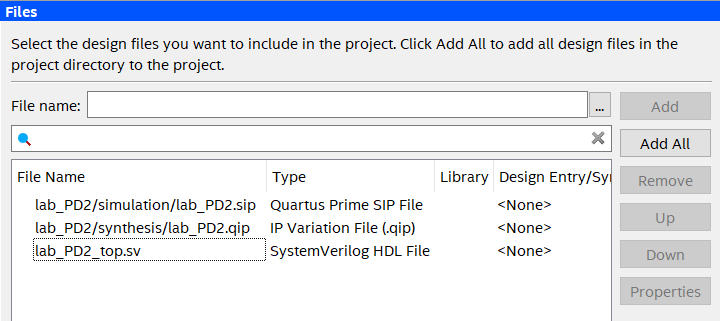 Files
Select the design files you want to include in the project. Click Add All to add all design files in the
project directory to the project.
File name: ... Add
Add All
File Name Type Library Design Entry/Syn
Remove
lab_PD2/simulation/lab_PD2.sip Quartus Prime SIP File <None>
Up
lab_PD2/synthesis/lab_PD2.qip IP Variation File (.qip) <None>
lab_PD2_top.sv SystemVerilog HDL File <None>
Down
Properties